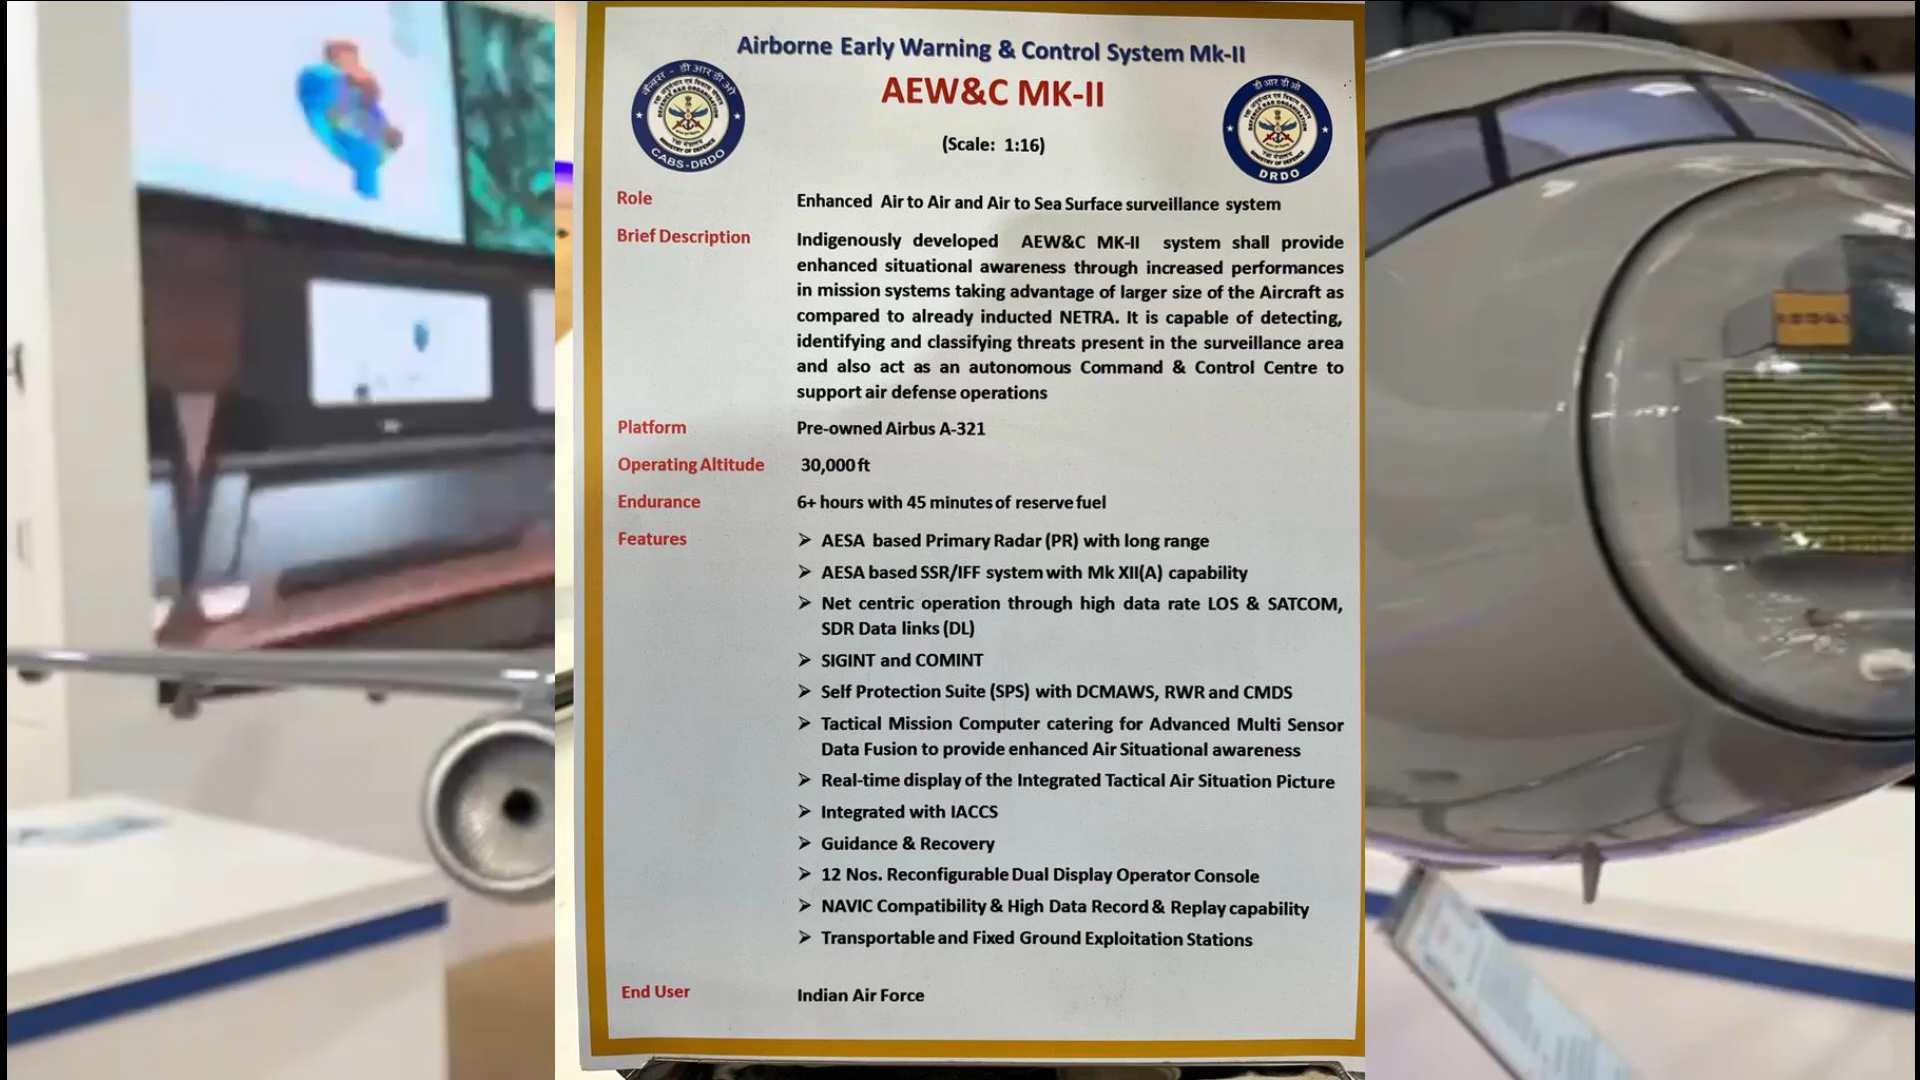 Airborne Early Warning & Control System Mk-II
AEW&C MK-II
(Scale: 1:16)
कैब्स - डी आर डी ओ
CABS-DRDO
डी आर डी ओ
DRDO
Role
Enhanced Air to Air and Air to Sea Surface surveillance system
Brief Description
Indigenously developed AEW&C MK-II system shall provide
enhanced situational awareness through increased performances
in mission systems taking advantage of larger size of the Aircraft as
compared to already inducted NETRA. It is capable of detecting,
identifying and classifying threats present in the surveillance area
and also act as an autonomous Command & Control Centre to
support air defense operations
Platform
Pre-owned Airbus A-321
Operating Altitude
30,000 ft
Endurance
6+ hours with 45 minutes of reserve fuel
Features
➢ AESA based Primary Radar (PR) with long range
➢ AESA based SSR/IFF system with Mk XII(A) capability
➢ Net centric operation through high data rate LOS & SATCOM,
SDR Data links (DL)
➢ SIGINT and COMINT
➢ Self Protection Suite (SPS) with DCMAWS, RWR and CMDS
➢ Tactical Mission Computer catering for Advanced Multi Sensor
Data Fusion to provide enhanced Air Situational awareness
➢ Real-time display of the Integrated Tactical Air Situation Picture
➢ Integrated with IACCS
➢ Guidance & Recovery
➢ 12 Nos. Reconfigurable Dual Display Operator Console
➢ NAVIC Compatibility & High Data Record & Replay capability
➢ Transportable and Fixed Ground Exploitation Stations
End User
Indian Air Force